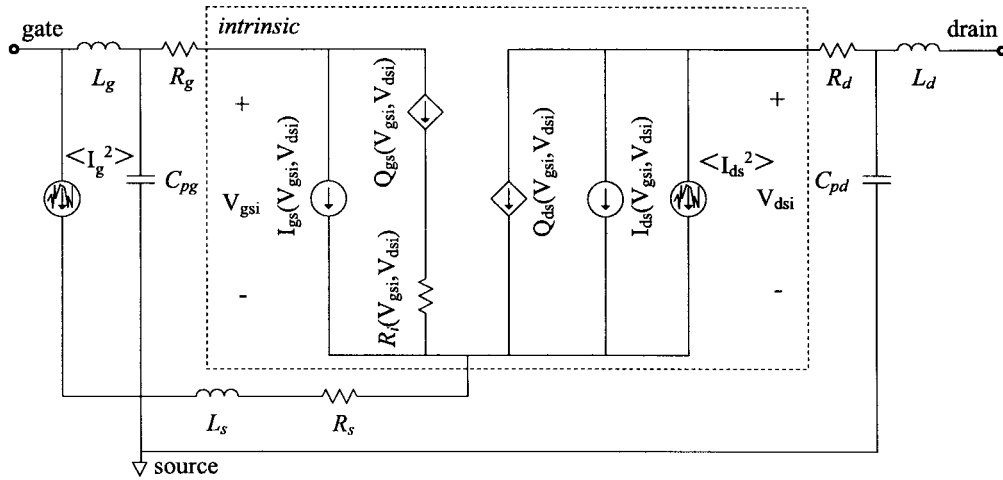 gate
intrinsic
drain
L_g
R_g
R_d
L_d
+
+
<I_g^2>
C_pg
V_gsi
I_gs(V_gsi,V_dsi)
Q_gs(V_gsi,V_dsi)
R_i(V_gsi,V_dsi)
Q_ds(V_gsi,V_dsi)
I_ds(V_gsi,V_dsi)
<I_ds^2>
V_dsi
C_pd
-
-
L_s
R_s
source